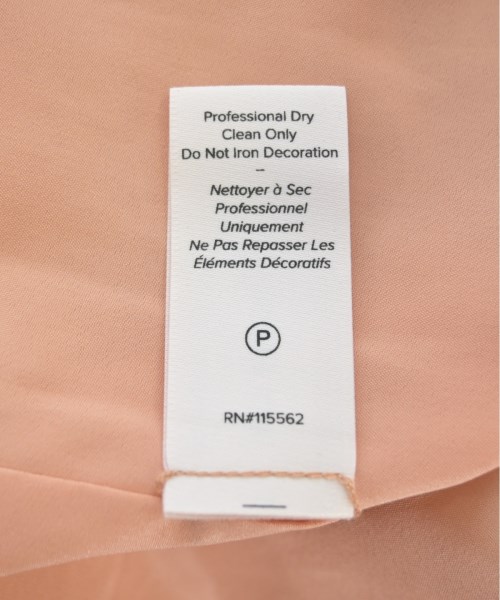 Professional Dry
Clean Only
Do Not Iron Decoration
–
Nettoyer à Sec
Professionnel
Uniquement
Ne Pas Repasser Les
Éléments Décoratifs
P
RN#115562